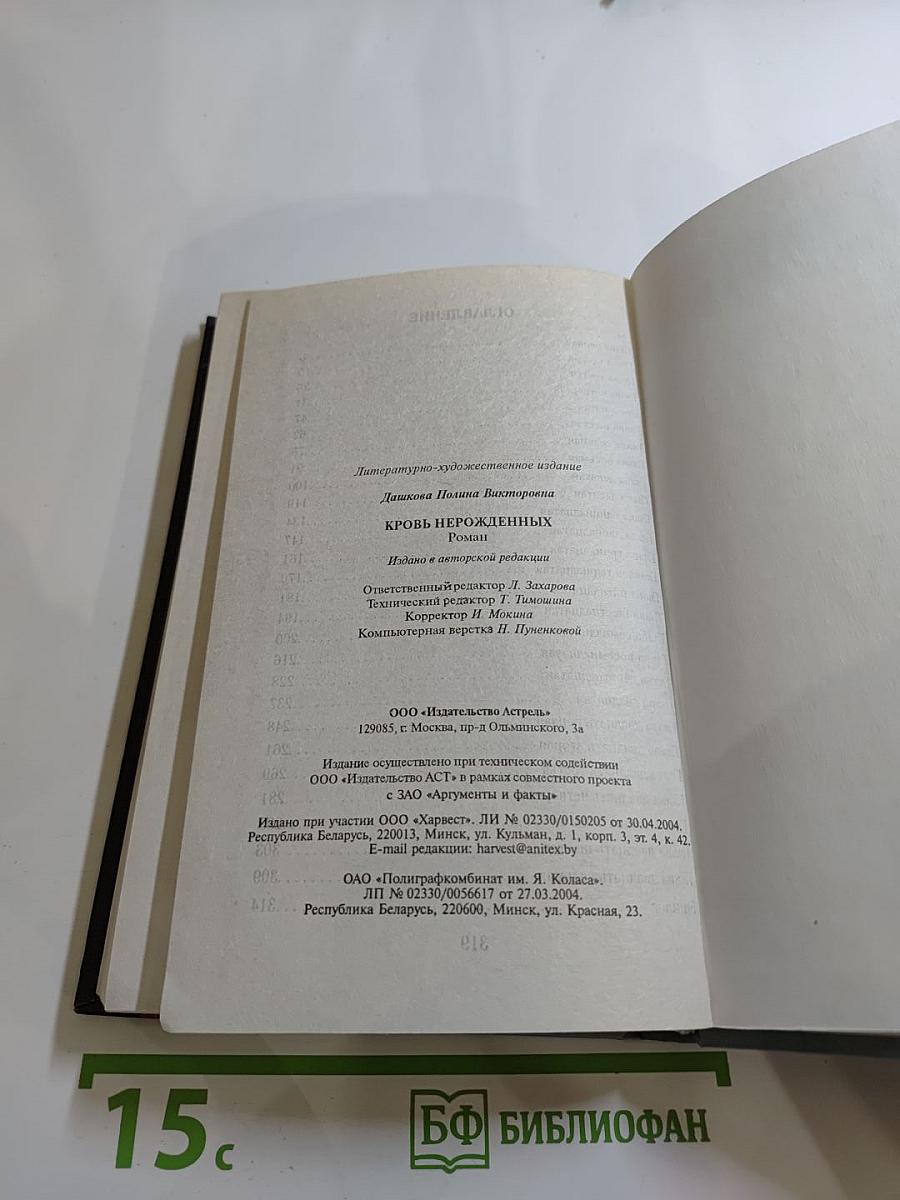 Литературно-художественное издание
Дашкова Полина Викторовна
КРОВЬ НЕРОЖДЕННЫХ
Роман
Издано в авторской редакции
Ответственный редактор Л. Захарова
Технический редактор Т. Тимошина
Корректор И. Мокина
Компьютерная верстка Н. Пуненковой
ООО «Издательство Астрель»
129085, г. Москва, пр-д Ольминского, 3а
Издание осуществлено при техническом содействии
ООО «Издательство АСТ» в рамках совместного проекта
с ЗАО «Аргументы и факты»
Издано при участии ООО «Харвест». ЛИ № 02330/0150205 от 30.04.2004.
Республика Беларусь, 220013, Минск, ул. Кульман, д. 1, корп. 3, эт. 4, к. 42.
E-mail редакции: harvest@anitex.by
ОАО «Полиграфкомбинат им. Я. Коласа».
ЛП № 02330/0056617 от 27.03.2004.
Республика Беларусь, 220600, Минск, ул. Красная, 23.
15 с
БФ БИБЛИОФАН